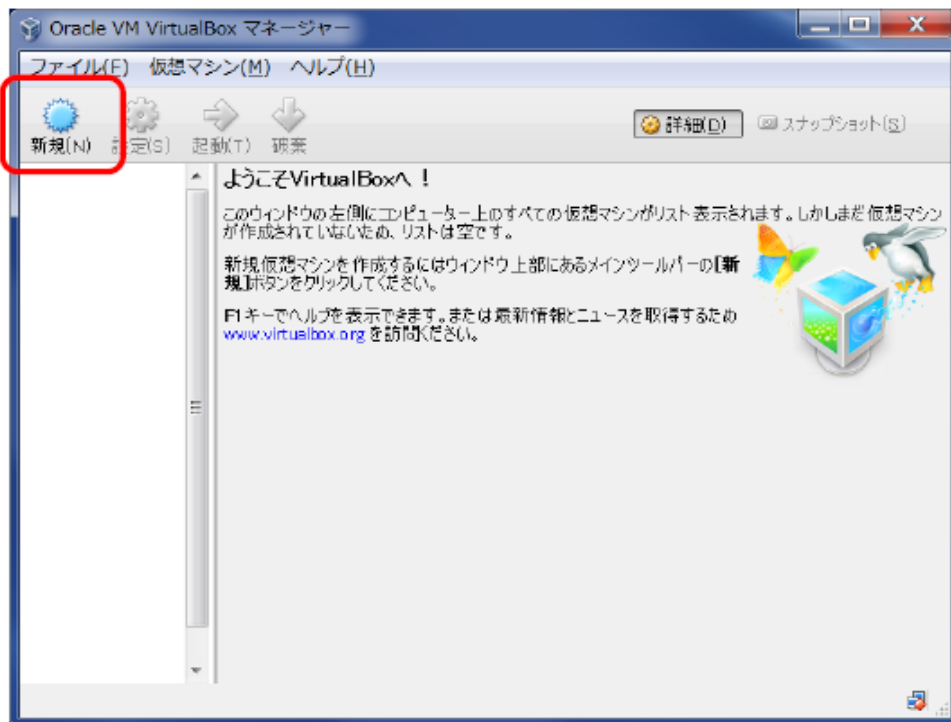 Oracle VM VirtualBox マネージャー
ファイル(F) 仮想マシン(M) ヘルプ(H)
新規(N) 設定(S) 起動(T) 破棄 詳細(D) スナップショット(S)
ようこそVirtualBoxへ！
このウィンドウの左側にコンピューター上のすべての仮想マシンがリスト表示されます。しかしまだ仮想マシン
が作成されていないため、リストは空です。
新規仮想マシンを作成するにはウィンドウ上部にあるメインツールバーの[新
規]ボタンをクリックしてください。
F1キーでヘルプを表示できます。または最新情報とニュースを取得するため
www.virtualbox.org を訪問ください。